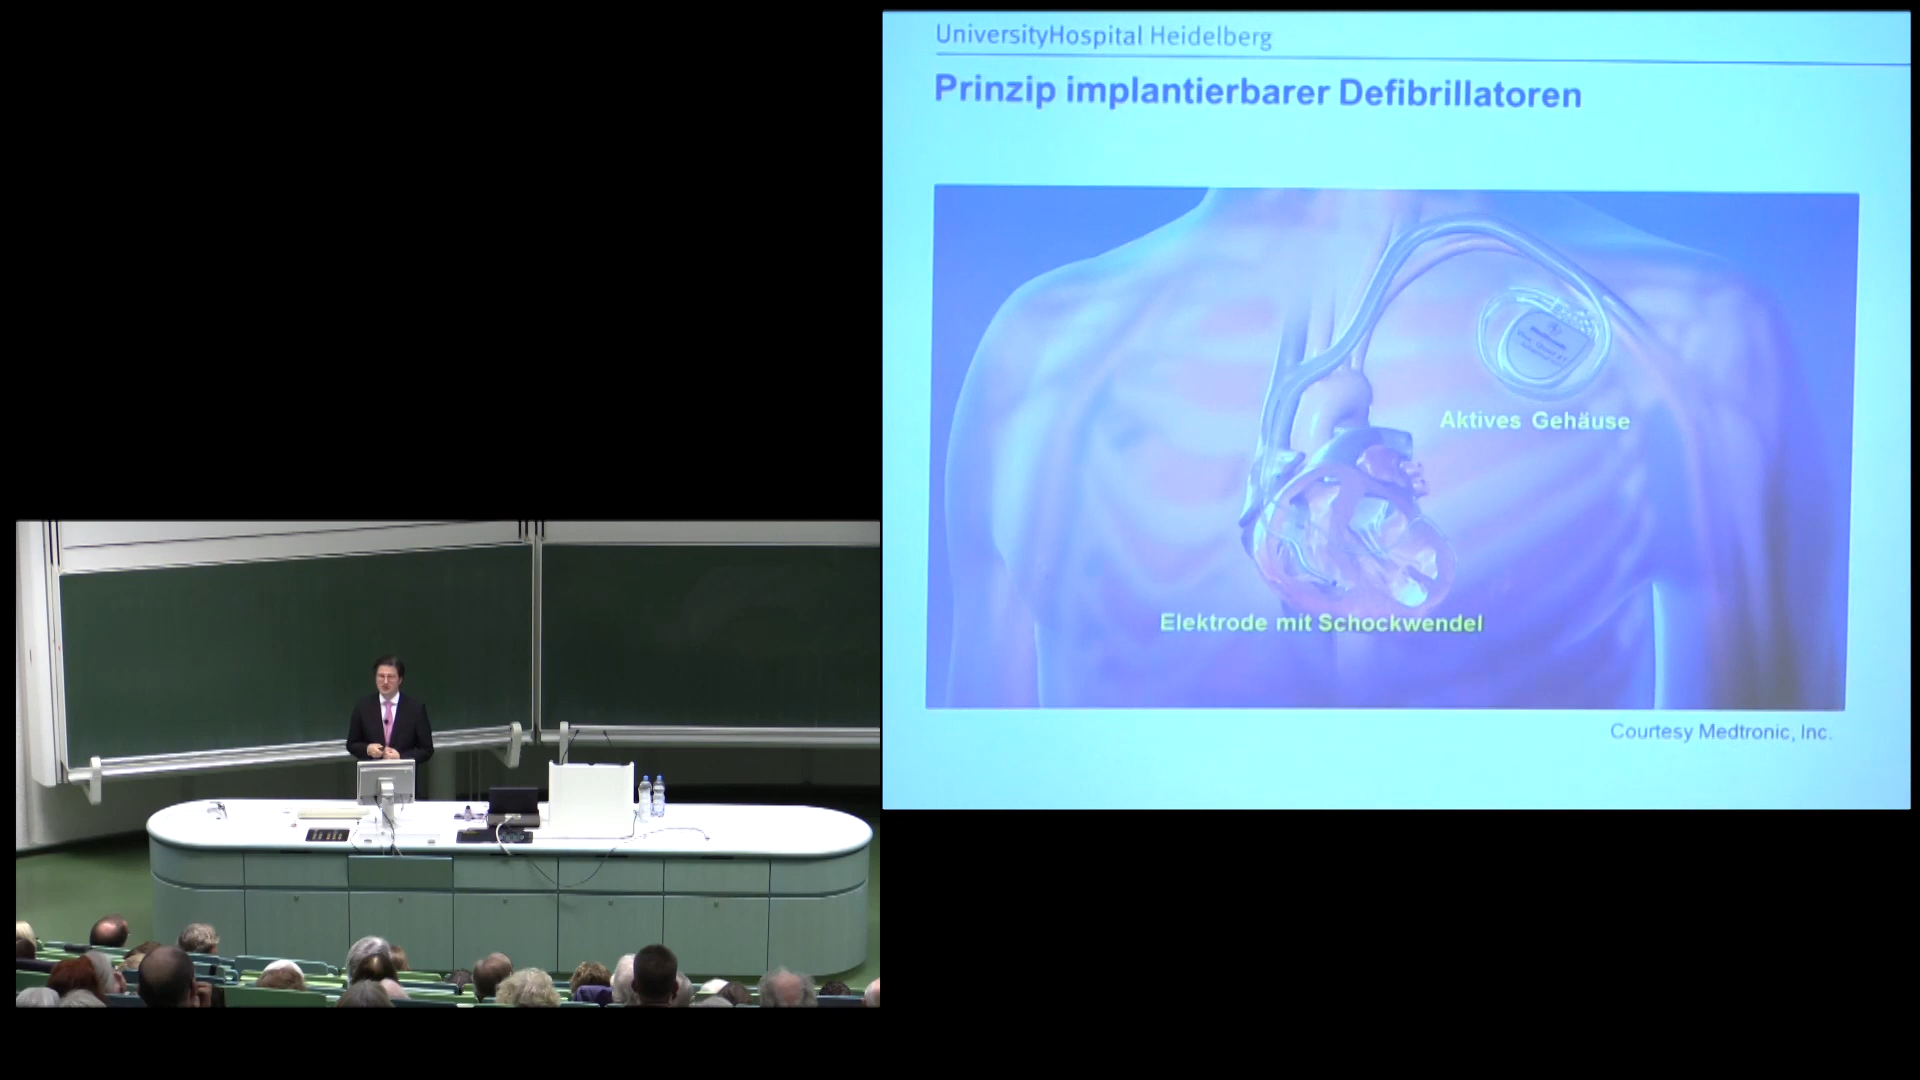 UniversityHospital Heidelberg
Prinzip implantierbarer Defibrillatoren
Aktives Gehäuse
Elektrode mit Schockwendel
Courtesy Medtronic, Inc.